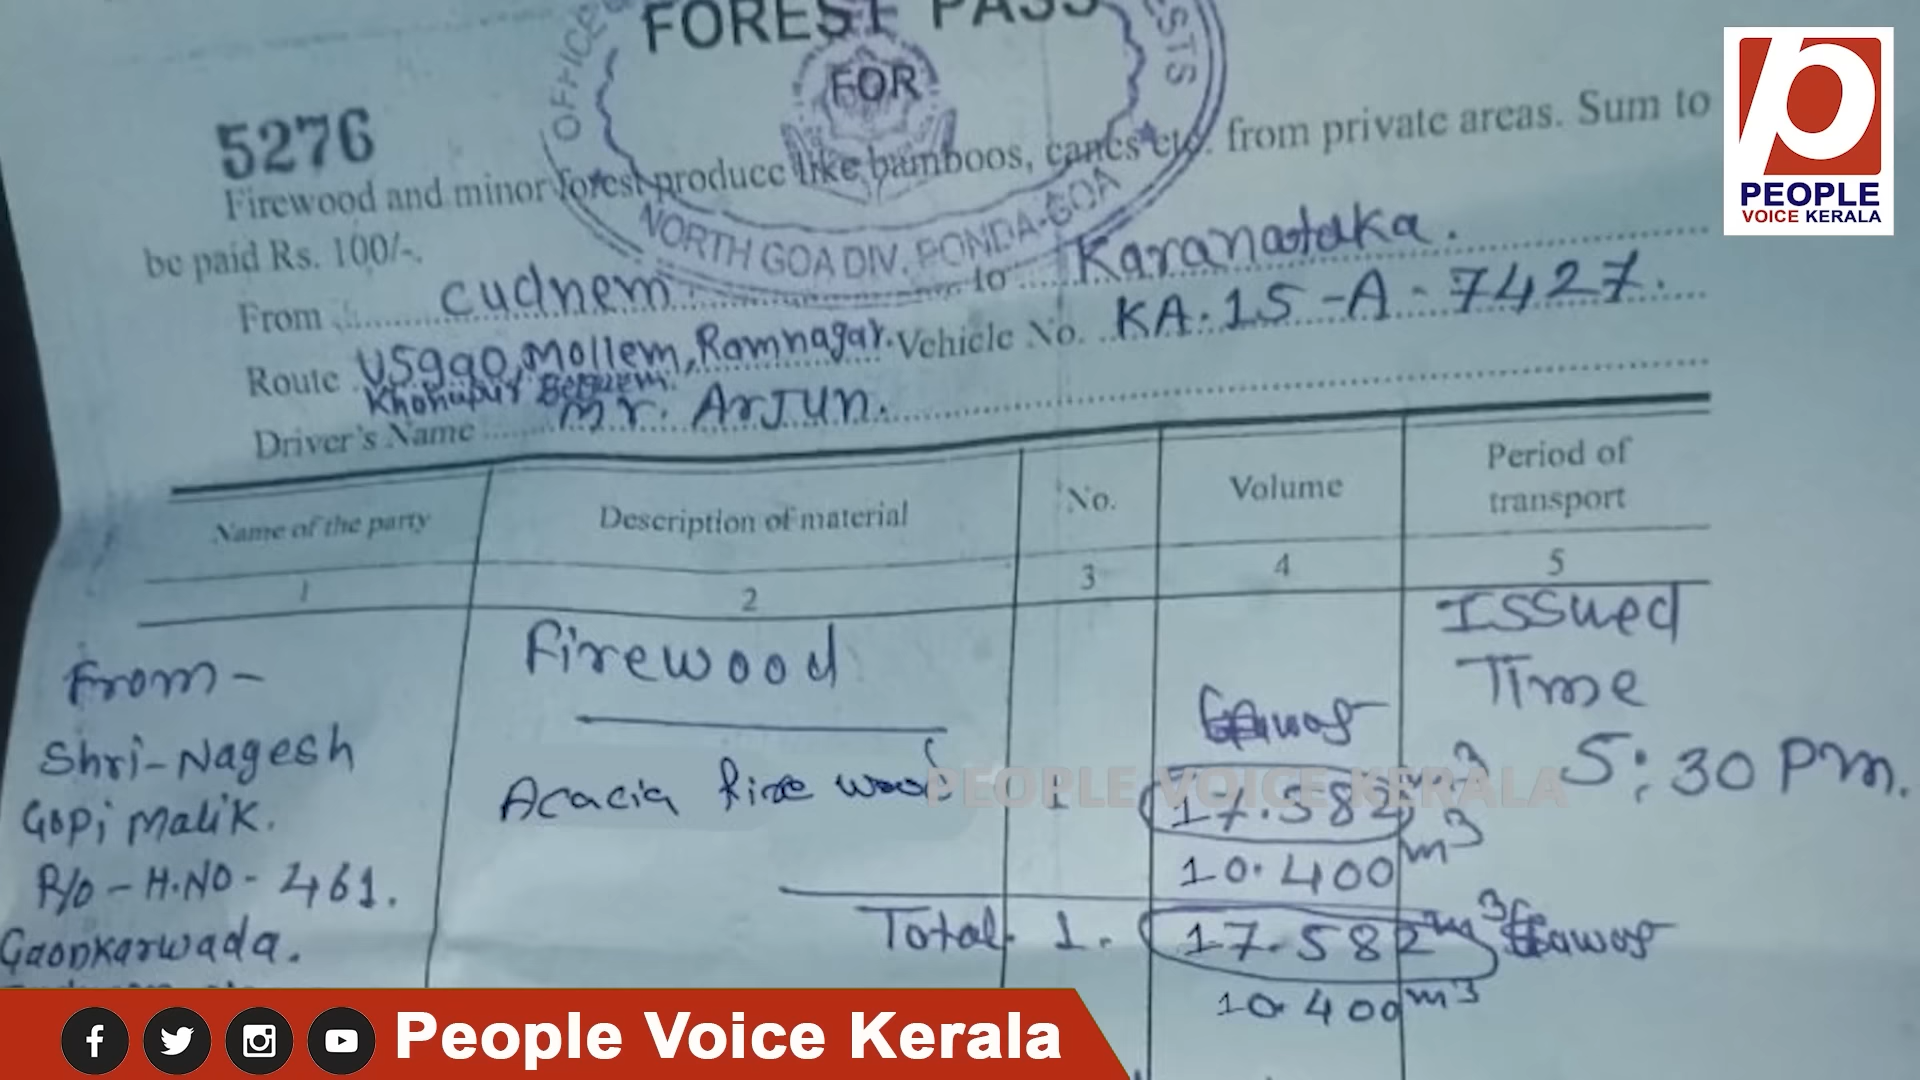 FOREST PASS
FOR
5276
Firewood and minor forest produce like bamboos, canes etc. from private areas. Sum to
be paid Rs. 100/-.
NORTH GOA DIV. PONDA-GOA
From cudnem. to Karanataka.
Route Usgao, Mollem, Ramnagar. Vehicle No. KA.15-A-7427.
Khanapur
Driver's Name Mr. Arjun.
Name of the party Description of material No. Volume Period of transport
1 2 3 4 5
From - Firewood Issued
Time
Shri-Nagesh Acacia fire wood 1 17.582 m3 5:30 Pm.
Gopi Malik. 10.400 m3
R/o - H.NO - 461. Total. 1. 17.582 m3
Gaonkarwada. 10.400 m3
PEOPLE VOICE KERALA
PEOPLE
VOICE KERALA
People Voice Kerala